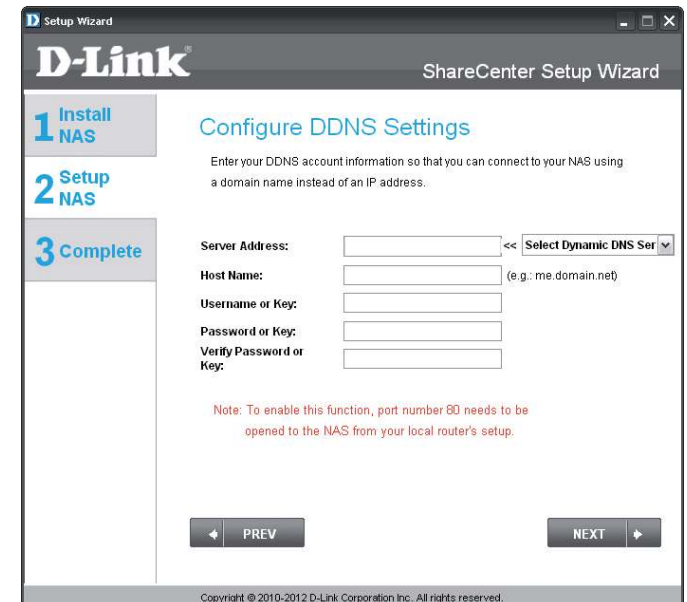 Setup Wizard
D-Link®
ShareCenter Setup Wizard
1 Install NAS
2 Setup NAS
3 Complete
Configure DDNS Settings
Enter your DDNS account information so that you can connect to your NAS using
a domain name instead of an IP address.
Server Address: << Select Dynamic DNS Ser
Host Name: (e.g.: me.domain.net)
Username or Key:
Password or Key:
Verify Password or
Key:
Note: To enable this function, port number 80 needs to be
opened to the NAS from your local router's setup.
PREV
NEXT
Copyright © 2010-2012 D-Link Corporation Inc. All rights reserved.